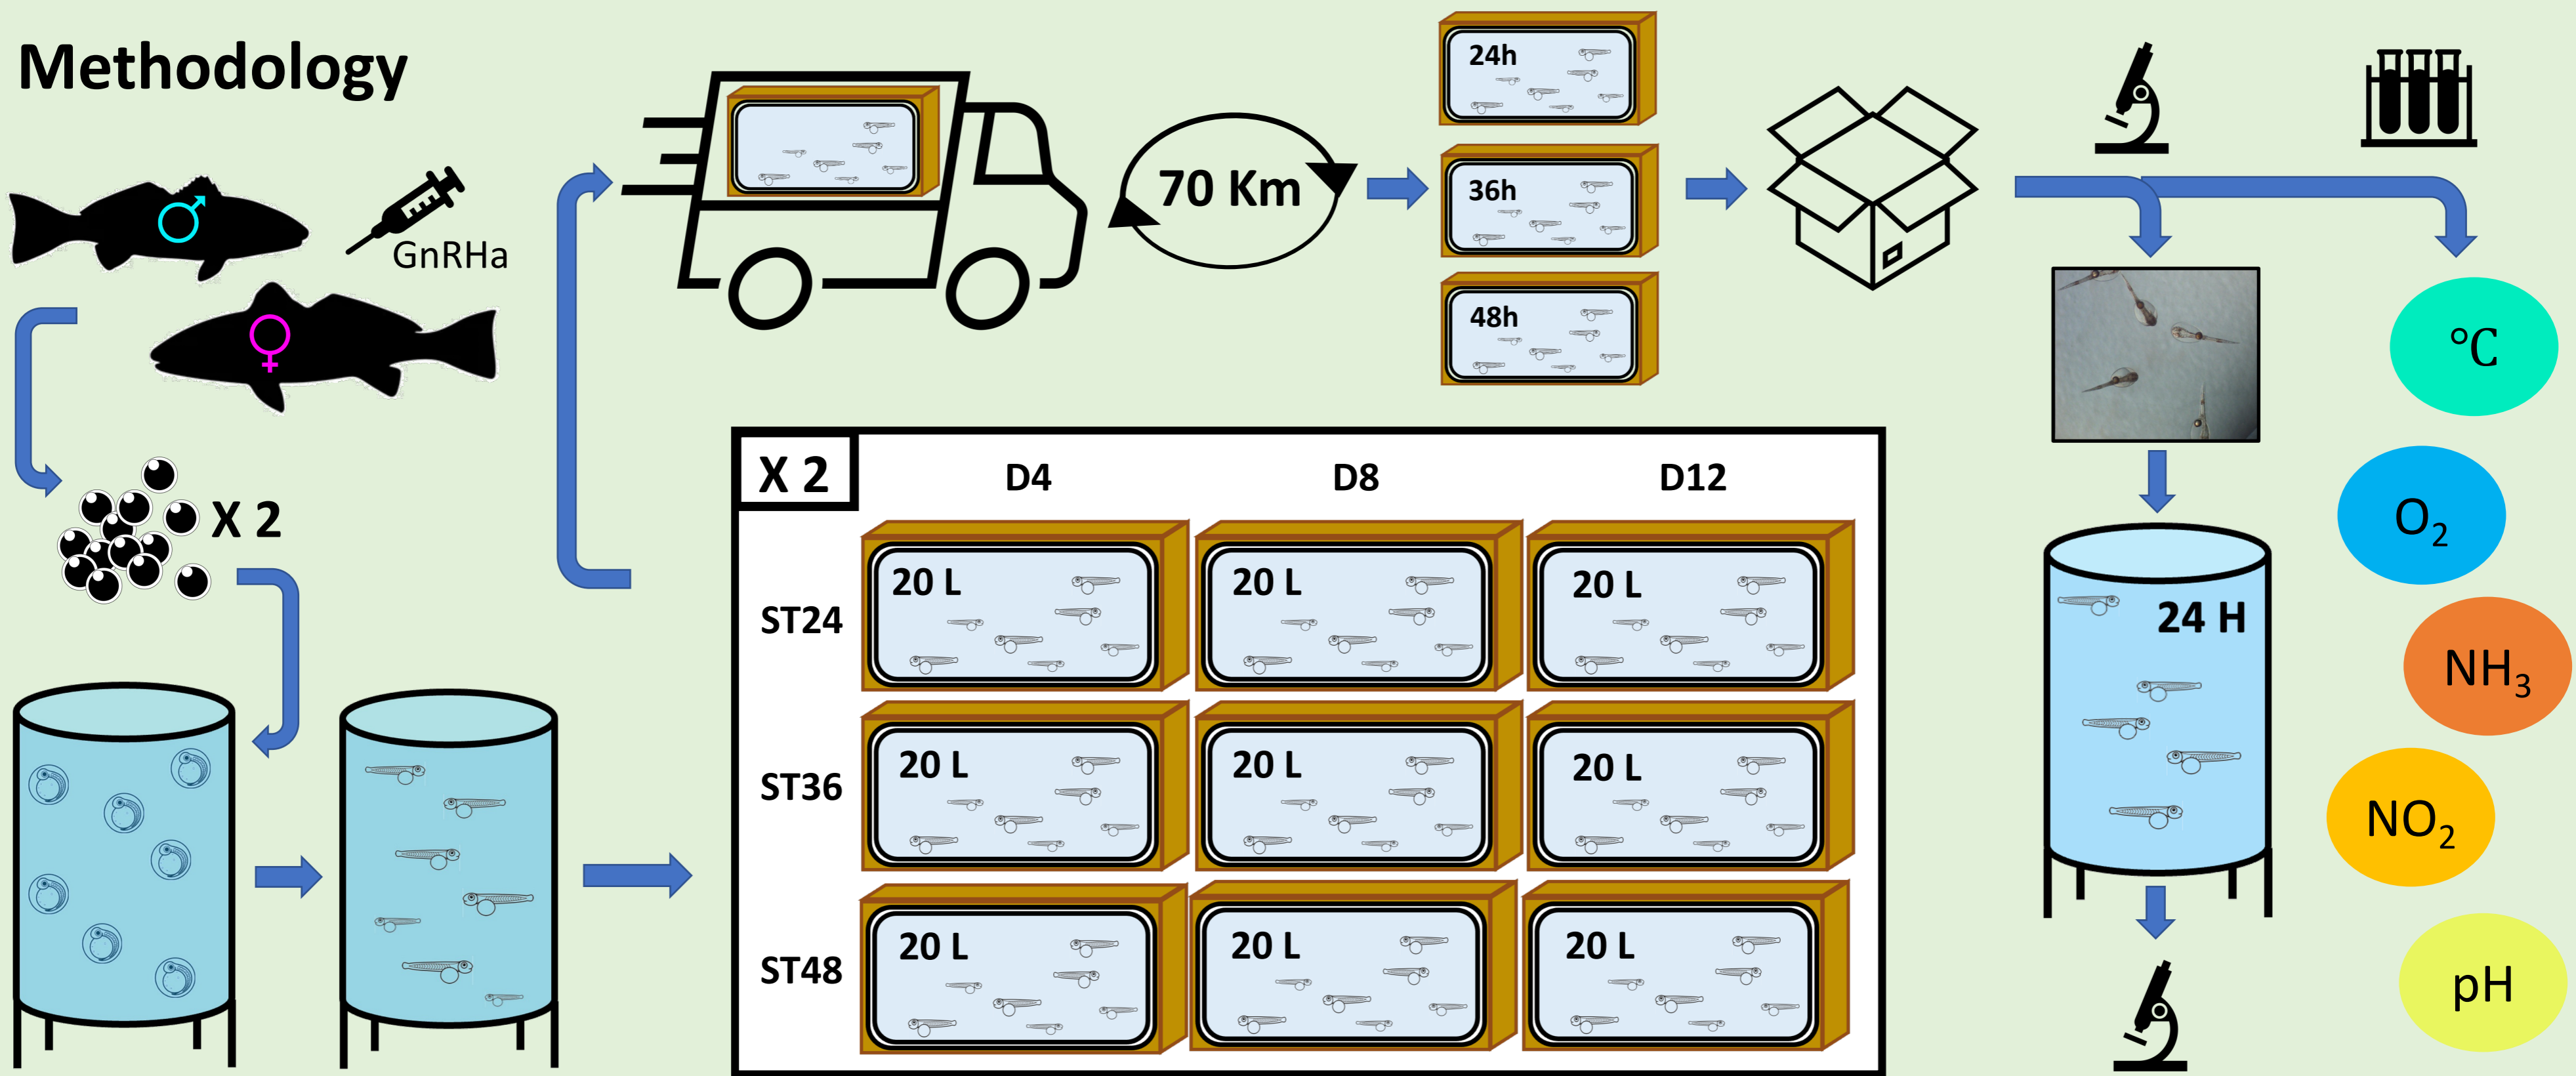 Methodology
♂
GnRHa
♀
X 2
70 Km
24h
36h
48h
X 2
D4 D8 D12
ST24 20 L 20 L 20 L
ST36 20 L 20 L 20 L
ST48 20 L 20 L 20 L
24 H
°C
O₂
NH₃
NO₂
pH